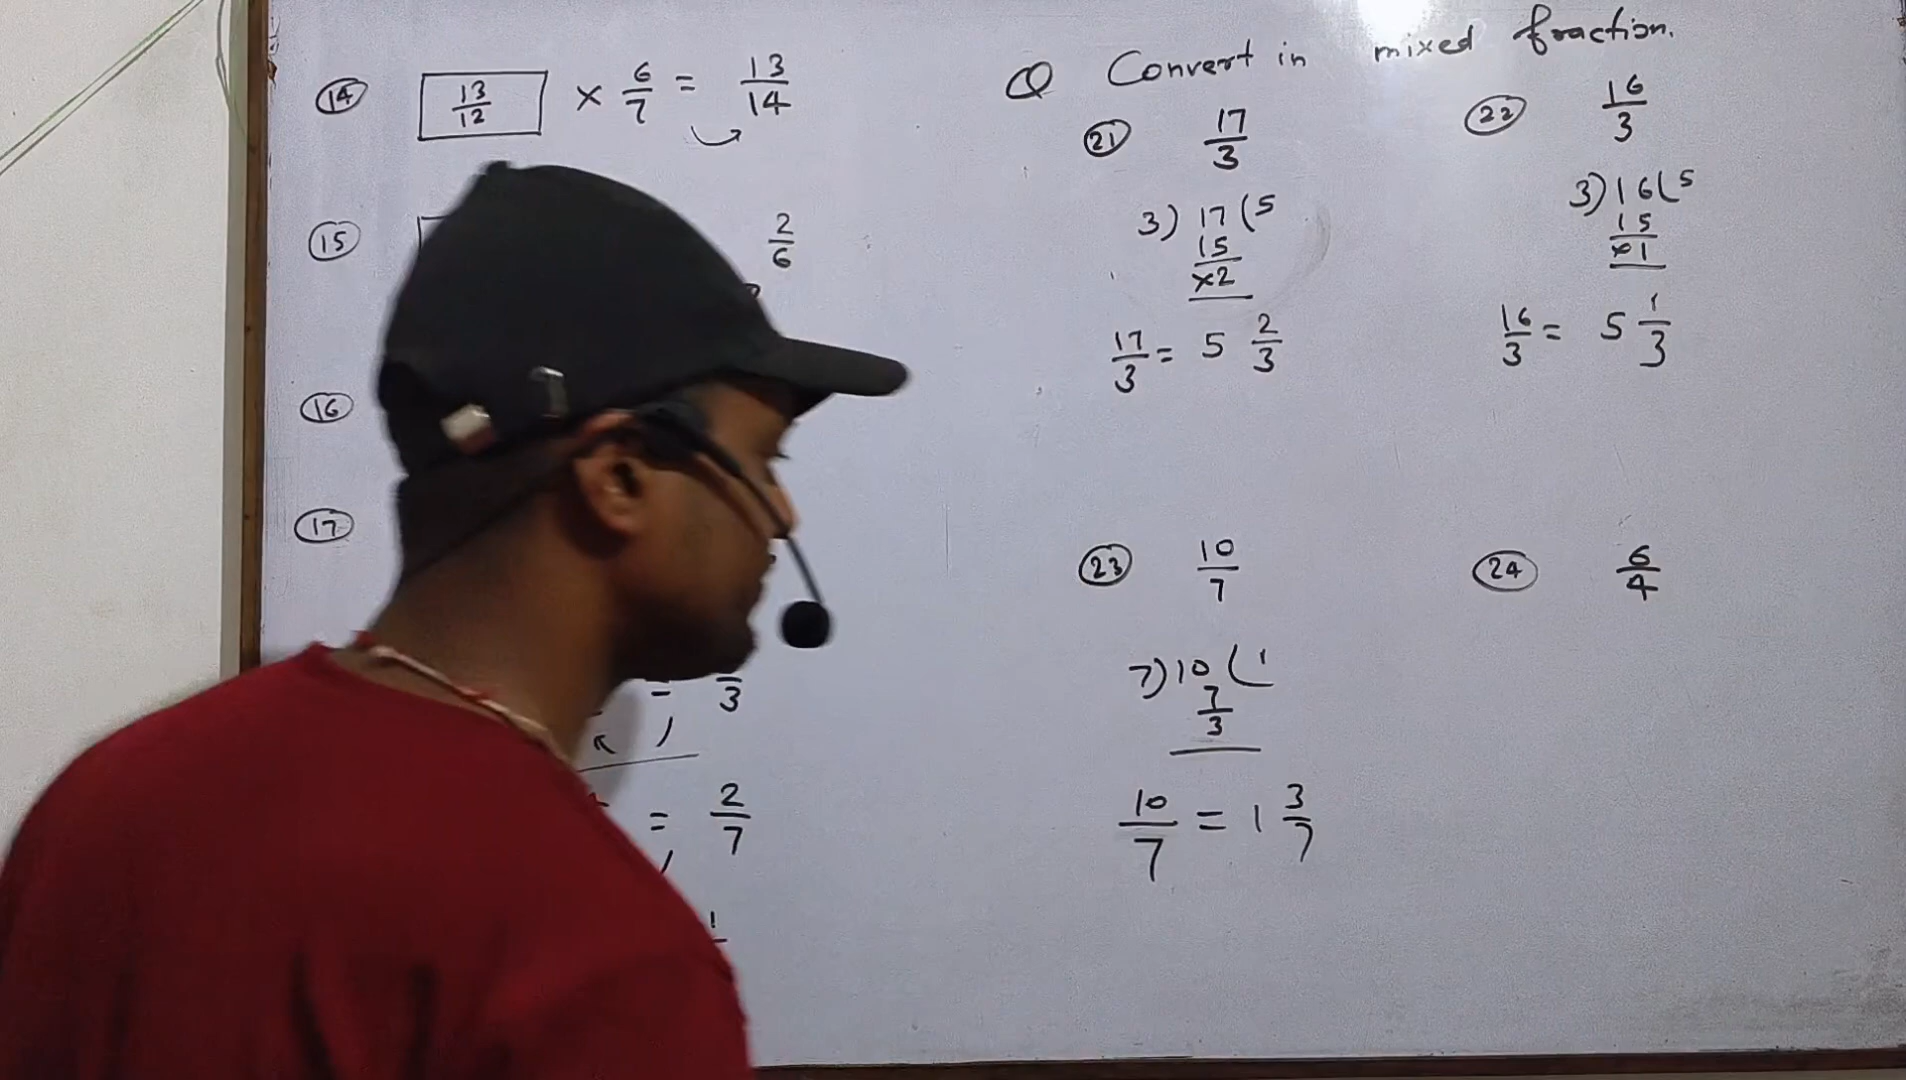 (14) 13/12 × 6/7 = 13/14
(15) 2/6
(16)
(17)
= /3
= 2/7
1
Q Convert in mixed fraction.
(21) 17/3
3) 17 (5
15
×2
17/3 = 5 2/3
(22) 16/3
3) 16 (5
15
×1
16/3 = 5 1/3
(23) 10/7
7) 10 (1
7
3
10/7 = 1 3/7
(24) 6/4